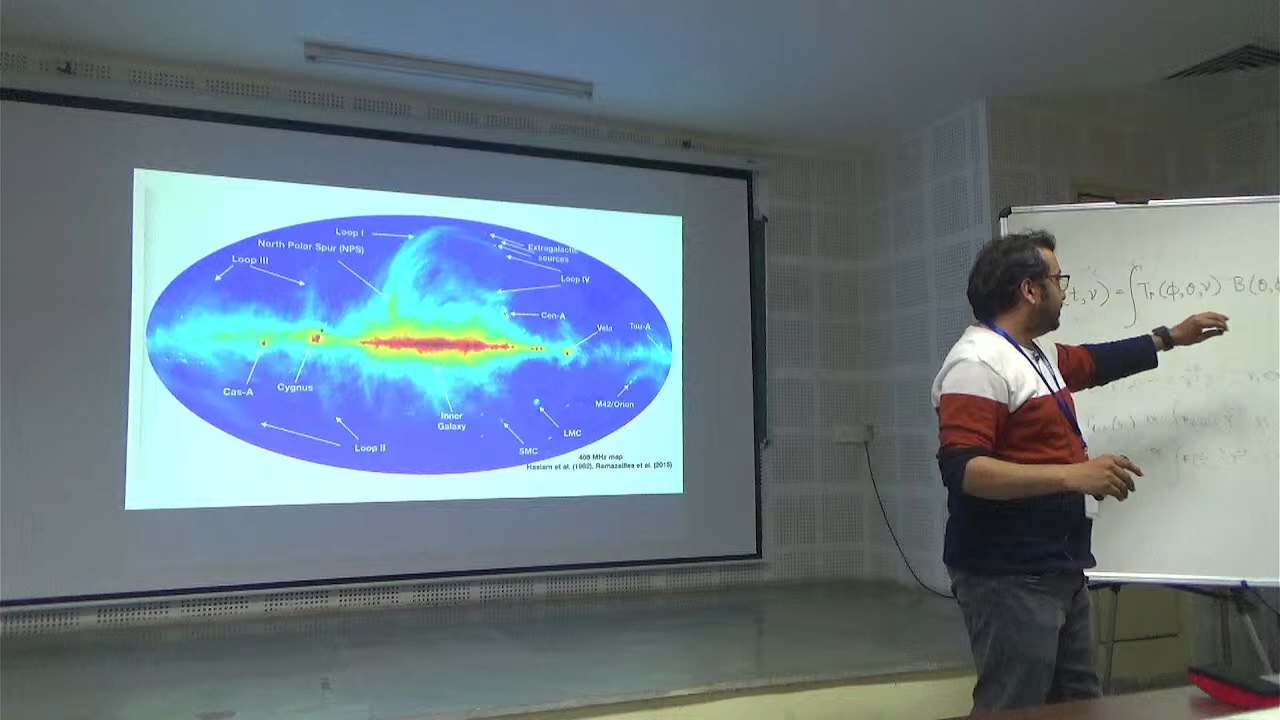 Loop I
North Polar Spur (NPS)
Loop III
Extragalactic
sources
Loop IV
Cen-A
Vela
Tau-A
Cas-A
Cygnus
Inner
Galaxy
M42/Orion
LMC
SMC
Loop II
408 MHz map
Haslam et al. (1982), Remazeilles et al. (2015)
t, ν) = ∫ T